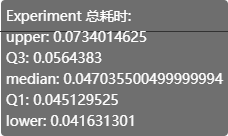 Experiment 总耗时:
upper: 0.0734014625
Q3: 0.0564383
median: 0.047035500499999994
Q1: 0.045129525
lower: 0.041631301